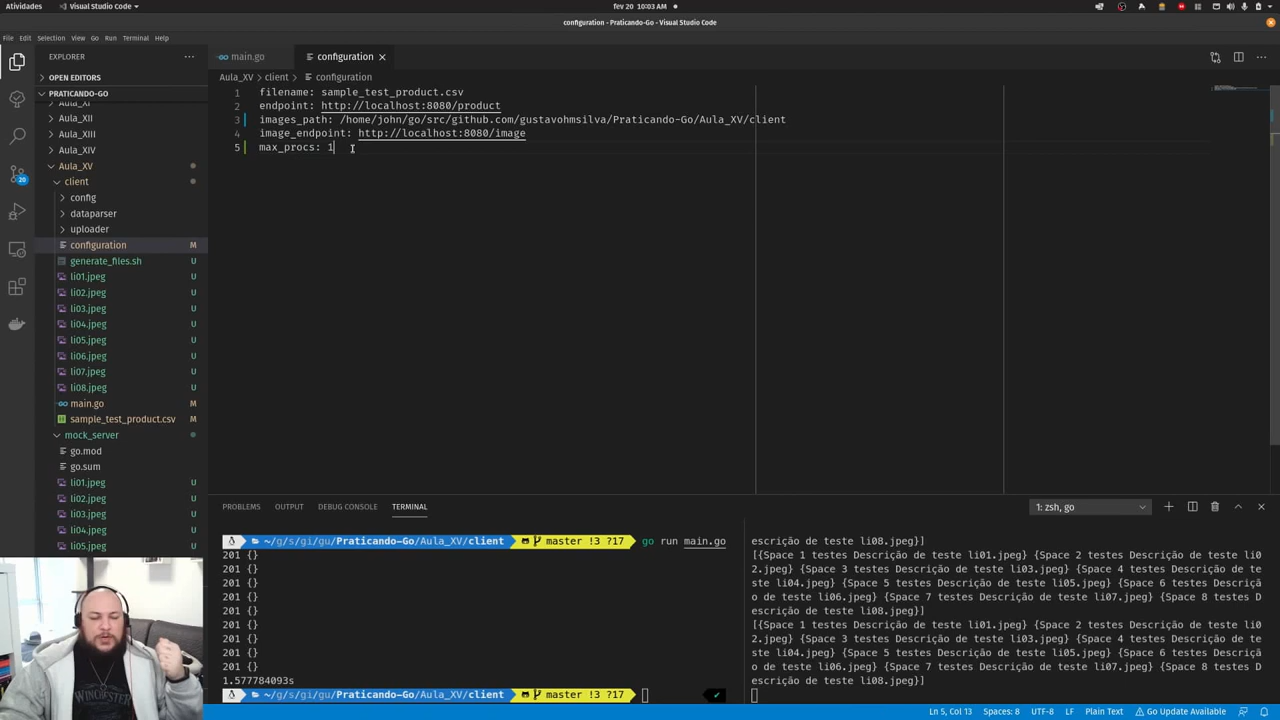 Atividades
Visual Studio Code
fev 20 10:03 AM
configuration - Praticando-Go - Visual Studio Code
File Edit Selection View Go Run Terminal Help
EXPLORER
OPEN EDITORS
PRATICANDO-GO
Aula_XI
Aula_XII
Aula_XIII
Aula_XIV
Aula_XV
client
config
dataparser
uploader
configuration M
generate_files.sh U
li01.jpeg U
li02.jpeg U
li03.jpeg U
li04.jpeg U
li05.jpeg U
li06.jpeg U
li07.jpeg U
li08.jpeg U
main.go M
sample_test_product.csv M
mock_server
go.mod
go.sum
li01.jpeg U
li02.jpeg U
li03.jpeg U
li04.jpeg U
li05.jpeg U
20
main.go
configuration
Aula_XV > client > configuration
1 filename: sample_test_product.csv
2 endpoint: http://localhost:8080/product
3 images_path: /home/john/go/src/github.com/gustavohmsilva/Praticando-Go/Aula_XV/client
4 image_endpoint: http://localhost:8080/image
5 max_procs: 1
PROBLEMS OUTPUT DEBUG CONSOLE TERMINAL
1: zsh, go
~/g/s/gi/gu/Praticando-Go/Aula_XV/client master !3 ?17 go run main.go
201 {}
201 {}
201 {}
201 {}
201 {}
201 {}
201 {}
201 {}
201 {}
1.577784093s
~/g/s/gi/gu/Praticando-Go/Aula_XV/client master !3 ?17
escrição de teste li08.jpeg}]
[{Space 1 testes Descrição de teste li01.jpeg} {Space 2 testes Descrição de teste li0
2.jpeg} {Space 3 testes Descrição de teste li03.jpeg} {Space 4 testes Descrição de te
ste li04.jpeg} {Space 5 testes Descrição de teste li05.jpeg} {Space 6 testes Descriçã
o de teste li06.jpeg} {Space 7 testes Descrição de teste li07.jpeg} {Space 8 testes D
escrição de teste li08.jpeg}]
[{Space 1 testes Descrição de teste li01.jpeg} {Space 2 testes Descrição de teste li0
2.jpeg} {Space 3 testes Descrição de teste li03.jpeg} {Space 4 testes Descrição de te
ste li04.jpeg} {Space 5 testes Descrição de teste li05.jpeg} {Space 6 testes Descriçã
o de teste li06.jpeg} {Space 7 testes Descrição de teste li07.jpeg} {Space 8 testes D
escrição de teste li08.jpeg}]
WINCHESTER
Ln 5, Col 13 Spaces: 8 UTF-8 LF Plain Text Go Update Available